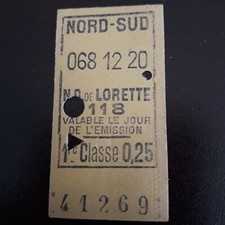 NORD-SUD
068 12 20
N.D. DE LORETTE
118
VALABLE LE JOUR
DE L'EMISSION
1re Classe 0,25
41269